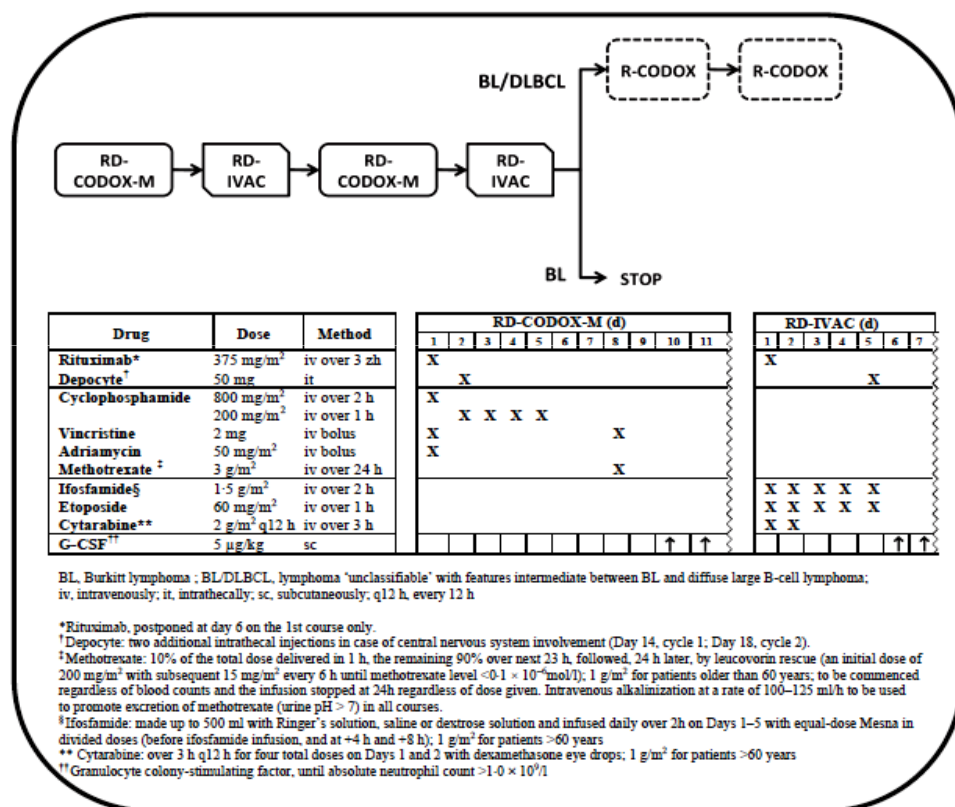 BL/DLBCL
R-CODOX
R-CODOX
RD-
CODOX-M
RD-
IVAC
RD-
CODOX-M
RD-
IVAC
BL
STOP
Drug Dose Method RD-CODOX-M (d) RD-IVAC (d)
1 2 3 4 5 6 7 8 9 10 11 1 2 3 4 5 6 7
Rituximab* 375 mg/m² iv over 3 zh X X
Depocyte† 50 mg it X X
Cyclophosphamide 800 mg/m² iv over 2 h X
200 mg/m² iv over 1 h X X X X
Vincristine 2 mg iv bolus X X
Adriamycin 50 mg/m² iv bolus X
Methotrexate ‡ 3 g/m² iv over 24 h X
Ifosfamide§ 1·5 g/m² iv over 2 h X X X X X
Etoposide 60 mg/m² iv over 1 h X X X X X
Cytarabine** 2 g/m² q12 h iv over 3 h X X
G-CSF†† 5 µg/kg sc ↑ ↑ ↑ ↑
BL, Burkitt lymphoma ; BL/DLBCL, lymphoma ‘unclassifiable’ with features intermediate between BL and diffuse large B-cell lymphoma;
iv, intravenously; it, intrathecally; sc, subcutaneously; q12 h, every 12 h
*Rituximab, postponed at day 6 on the 1st course only.
†Depocyte: two additional intrathecal injections in case of central nervous system involvement (Day 14, cycle 1; Day 18, cycle 2).
‡Methotrexate: 10% of the total dose delivered in 1 h, the remaining 90% over next 23 h, followed, 24 h later, by leucovorin rescue (an initial dose of
200 mg/m² with subsequent 15 mg/m² every 6 h until methotrexate level <0·1 × 10⁻⁶mol/l); 1 g/m² for patients older than 60 years; to be commenced
regardless of blood counts and the infusion stopped at 24h regardless of dose given. Intravenous alkalinization at a rate of 100–125 ml/h to be used
to promote excretion of methotrexate (urine pH > 7) in all courses.
§Ifosfamide: made up to 500 ml with Ringer’s solution, saline or dextrose solution and infused daily over 2h on Days 1–5 with equal-dose Mesna in
divided doses (before ifosfamide infusion, and at +4 h and +8 h); 1 g/m² for patients >60 years
** Cytarabine: over 3 h q12 h for four total doses on Days 1 and 2 with dexamethasone eye drops; 1 g/m² for patients >60 years
††Granulocyte colony-stimulating factor, until absolute neutrophil count >1·0 × 10⁹/l